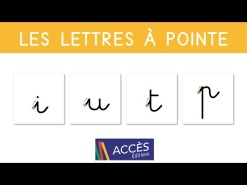 LES LETTRES À POINTE
i u t p
ACCÈS
Éditions